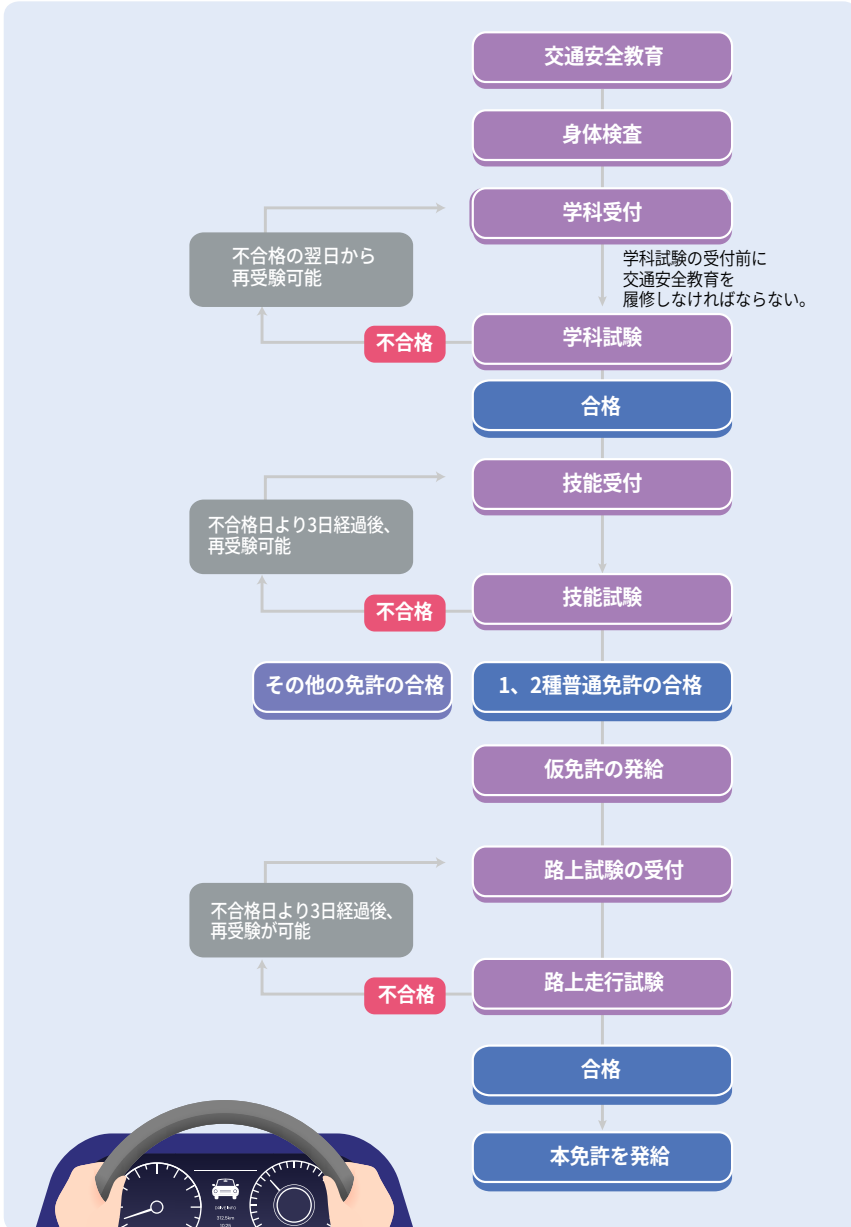 交通安全教育
身体検査
学科受付
不合格の翌日から
再受験可能
学科試験の受付前に
交通安全教育を
履修しなければならない。
学科試験
不合格
合格
技能受付
不合格日より3日経過後、
再受験可能
技能試験
不合格
その他の免許の合格
1、2種普通免許の合格
仮免許の発給
路上試験の受付
不合格日より3日経過後、
再受験が可能
路上走行試験
不合格
合格
本免許を発給